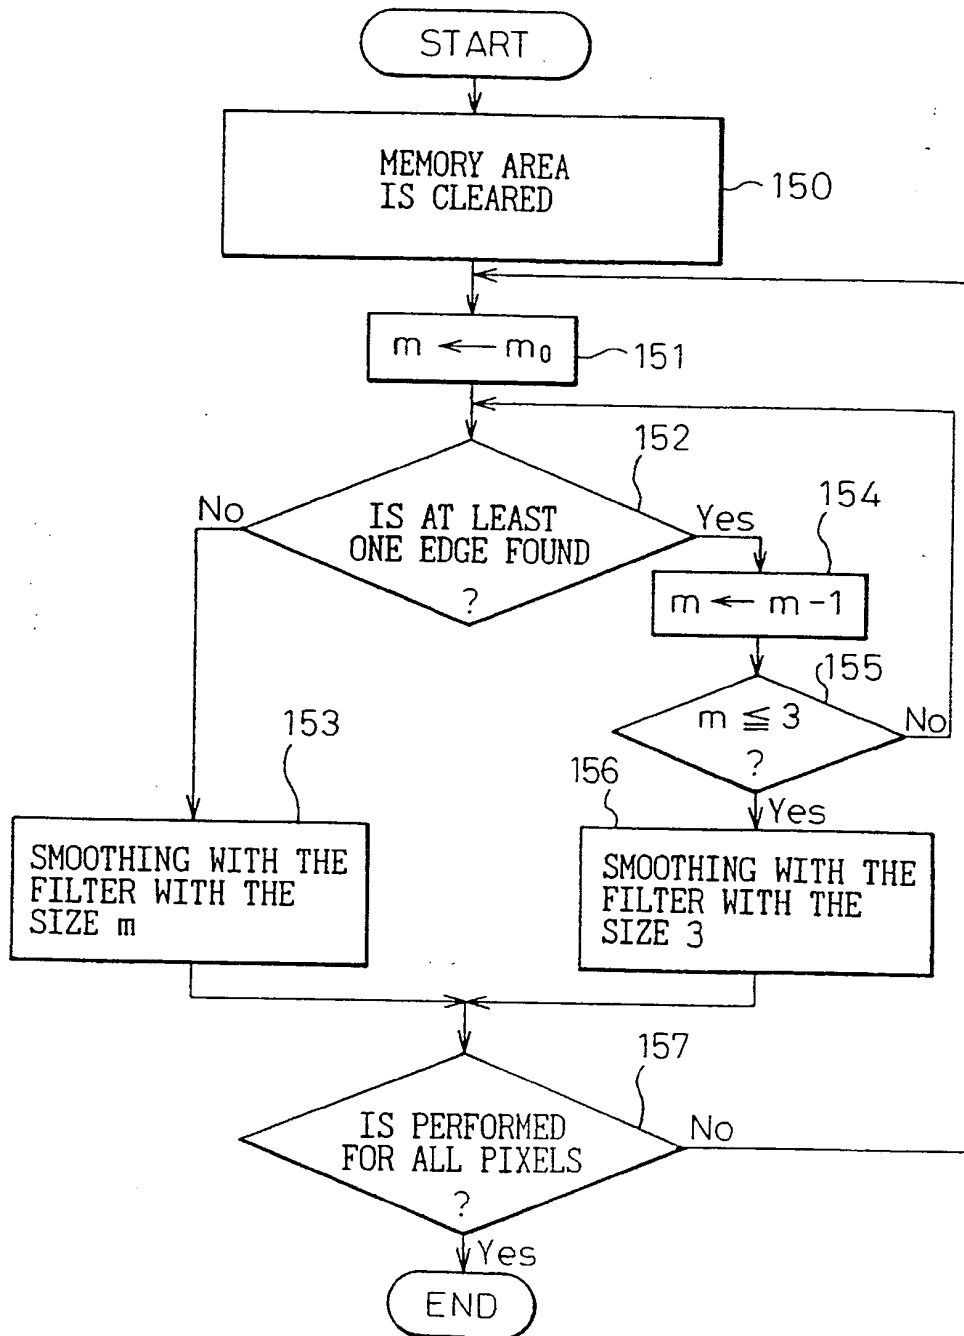 START
MEMORY AREA
IS CLEARED
150
m ← m₀
151
152
IS AT LEAST
ONE EDGE FOUND
?
No
Yes
154
m ← m-1
155
m ≦ 3
?
No
Yes
153
SMOOTHING WITH THE
FILTER WITH THE
SIZE m
156
SMOOTHING WITH THE
FILTER WITH THE
SIZE 3
157
IS PERFORMED
FOR ALL PIXELS
?
No
Yes
END